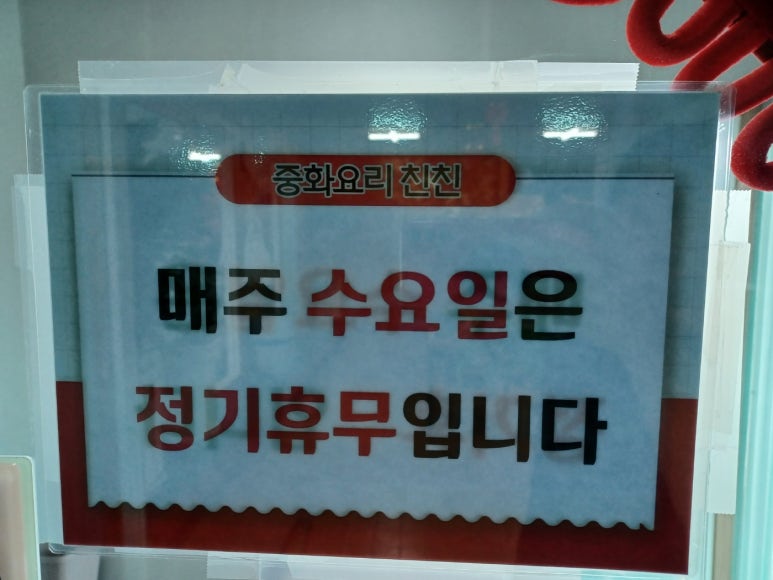 중화요리 친친
매주 수요일은
정기휴무입니다